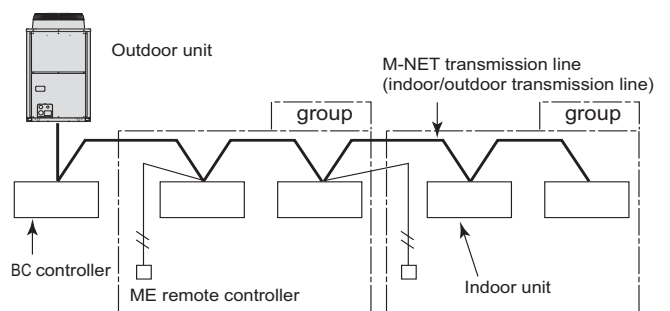 Outdoor unit
M-NET transmission line
(indoor/outdoor transmission line)
group
group
BC controller
ME remote controller
Indoor unit